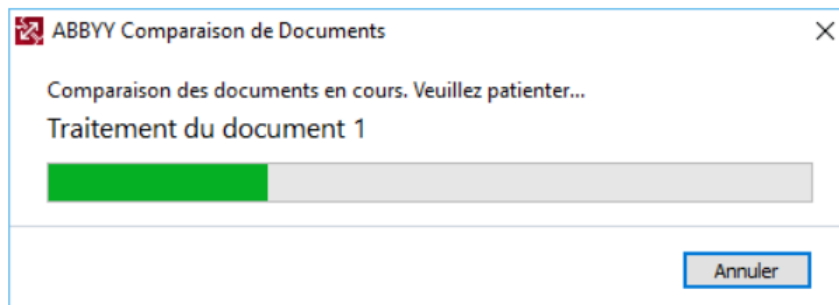 ABBYY Comparaison de Documents
Comparaison des documents en cours. Veuillez patienter...
Traitement du document 1
Annuler